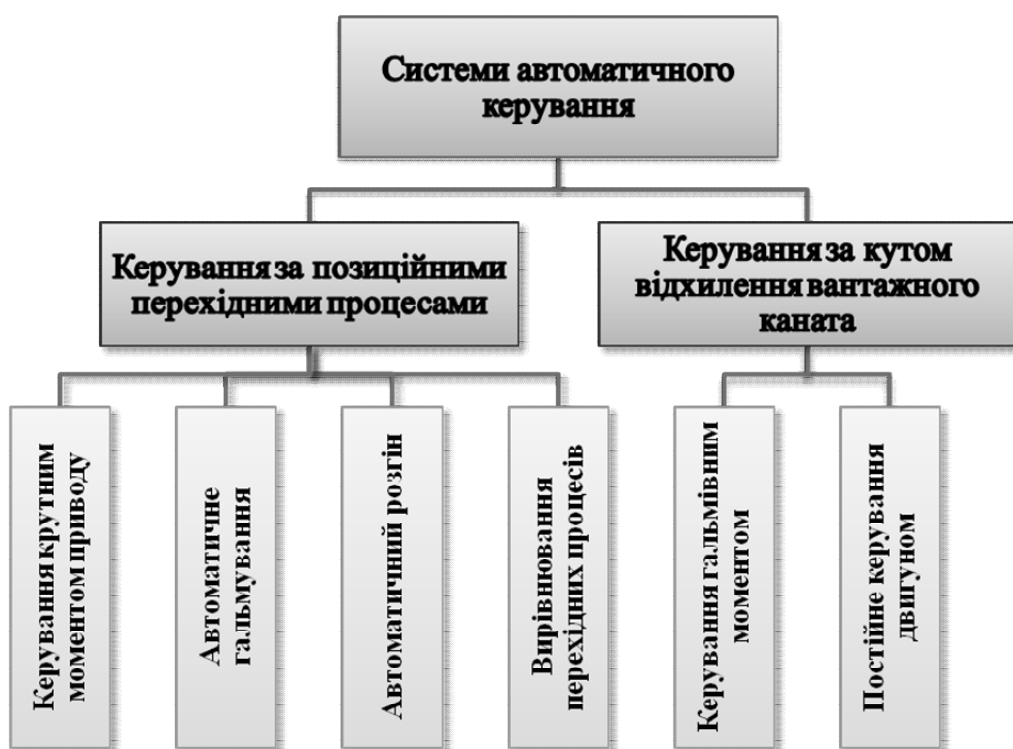 Системи автоматичного
керування
Керування за позиційними
перехідними процесами
Керування за кутом
відхилення вантажного
каната
Керування крутним
моментом приводу
Автоматичне
гальмування
Автоматичний розгін
Вирівнювання
перехідних процесів
Керування гальмівним
моментом
Постійне керування
двигуном